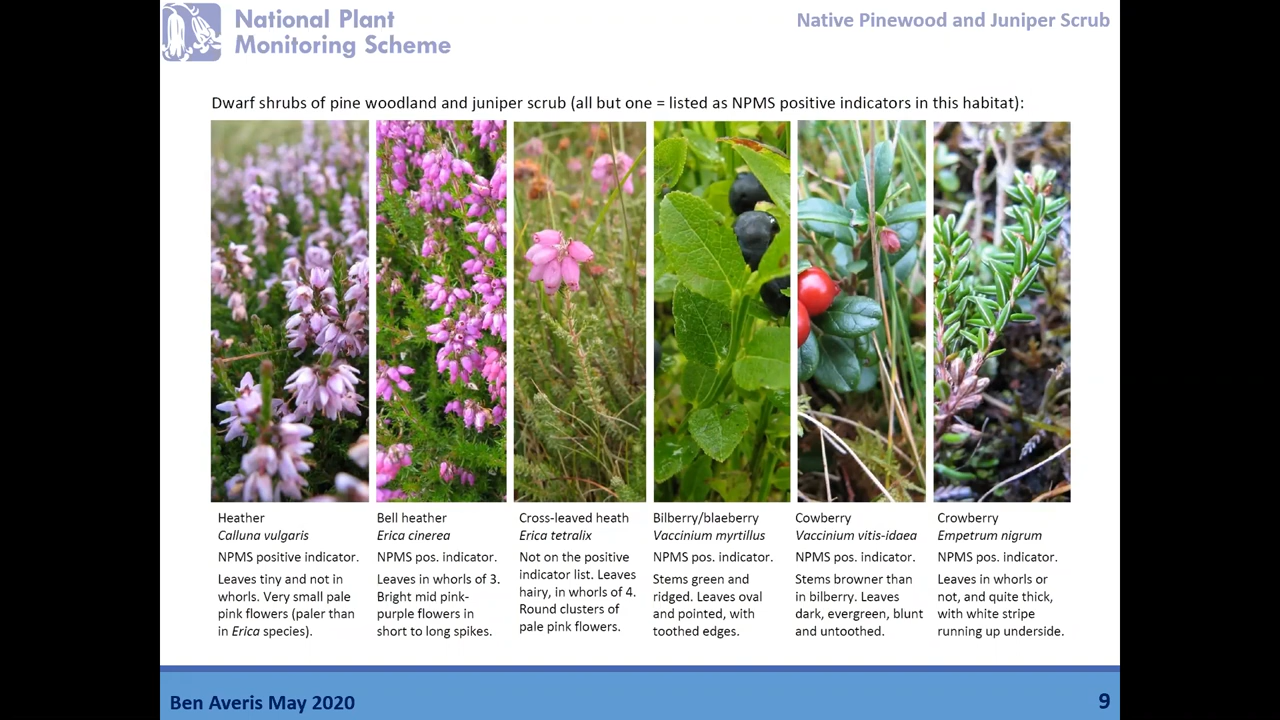 National Plant
Monitoring Scheme
Native Pinewood and Juniper Scrub
Dwarf shrubs of pine woodland and juniper scrub (all but one = listed as NPMS positive indicators in this habitat):
Heather
Calluna vulgaris
NPMS positive indicator.
Leaves tiny and not in
whorls. Very small pale
pink flowers (paler than
in Erica species).
Bell heather
Erica cinerea
NPMS pos. indicator.
Leaves in whorls of 3.
Bright mid pink-
purple flowers in
short to long spikes.
Cross-leaved heath
Erica tetralix
Not on the positive
indicator list. Leaves
hairy, in whorls of 4.
Round clusters of
pale pink flowers.
Bilberry/blaeberry
Vaccinium myrtillus
NPMS pos. indicator.
Stems green and
ridged. Leaves oval
and pointed, with
toothed edges.
Cowberry
Vaccinium vitis-idaea
NPMS pos. indicator.
Stems browner than
in bilberry. Leaves
dark, evergreen, blunt
and untoothed.
Crowberry
Empetrum nigrum
NPMS pos. indicator.
Leaves in whorls or
not, and quite thick,
with white stripe
running up underside.
Ben Averis May 2020
9